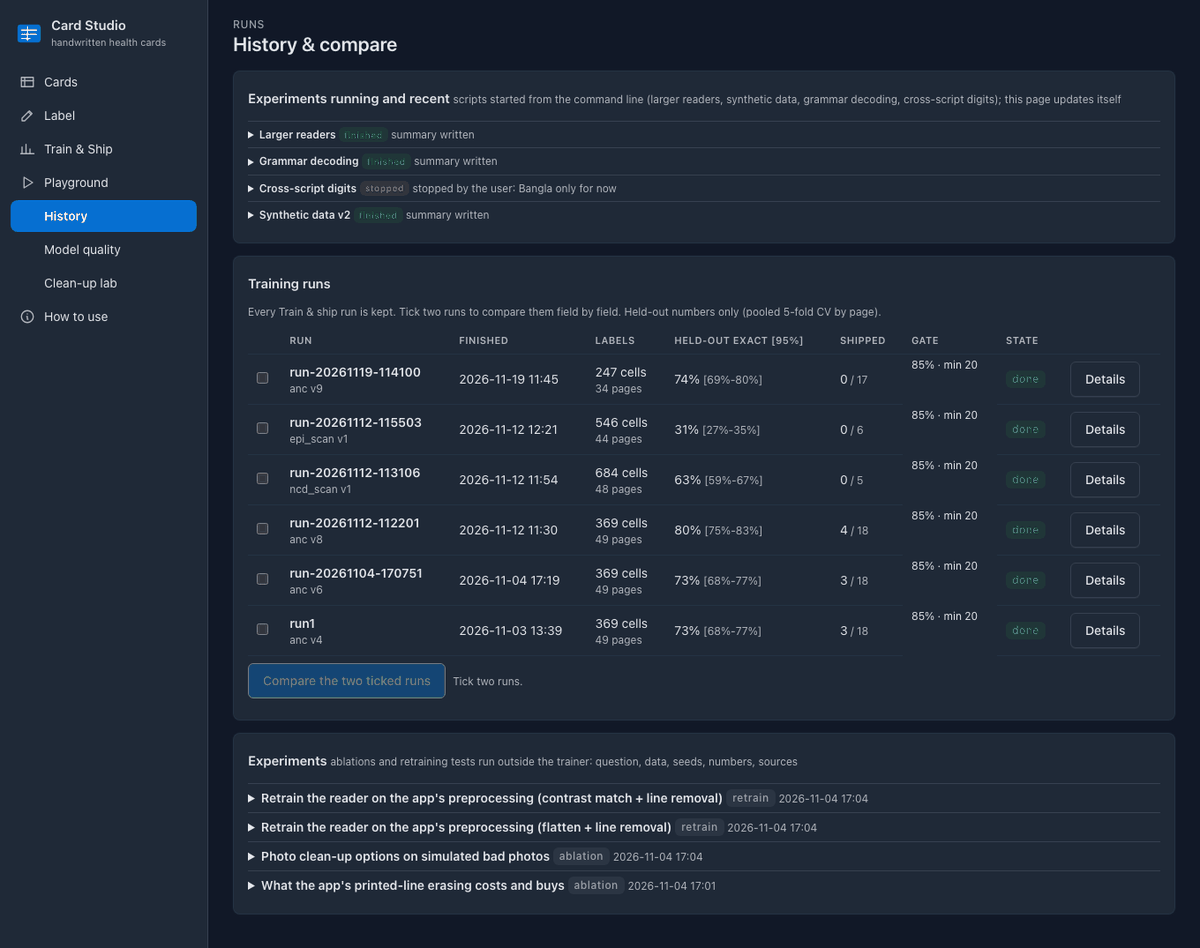 Card Studio
handwritten health cards
Cards
Label
Train & Ship
Playground
History
Model quality
Clean-up lab
How to use
RUNS
History & compare
Experiments running and recent scripts started from the command line (larger readers, synthetic data, grammar decoding, cross-script digits); this page updates itself
Larger readers finished summary written
Grammar decoding finished summary written
Cross-script digits stopped stopped by the user: Bangla only for now
Synthetic data v2 finished summary written
Training runs
Every Train & ship run is kept. Tick two runs to compare them field by field. Held-out numbers only (pooled 5-fold CV by page).
RUN FINISHED LABELS HELD-OUT EXACT [95%] SHIPPED GATE STATE
run-20261119-114100 2026-11-19 11:45 247 cells 74% [69%-80%] 0 / 17 85% · min 20 done Details
anc v9 34 pages
run-20261112-115503 2026-11-12 12:21 546 cells 31% [27%-35%] 0 / 6 85% · min 20 done Details
epi_scan v1 44 pages
run-20261112-113106 2026-11-12 11:54 684 cells 63% [59%-67%] 0 / 5 85% · min 20 done Details
ncd_scan v1 48 pages
run-20261112-112201 2026-11-12 11:30 369 cells 80% [75%-83%] 4 / 18 85% · min 20 done Details
anc v8 49 pages
run-20261104-170751 2026-11-04 17:19 369 cells 73% [68%-77%] 3 / 18 85% · min 20 done Details
anc v6 49 pages
run1 2026-11-03 13:39 369 cells 73% [68%-77%] 3 / 18 85% · min 20 done Details
anc v4 49 pages
Compare the two ticked runs Tick two runs.
Experiments ablations and retraining tests run outside the trainer: question, data, seeds, numbers, sources
Retrain the reader on the app's preprocessing (contrast match + line removal) retrain 2026-11-04 17:04
Retrain the reader on the app's preprocessing (flatten + line removal) retrain 2026-11-04 17:04
Photo clean-up options on simulated bad photos ablation 2026-11-04 17:04
What the app's printed-line erasing costs and buys ablation 2026-11-04 17:01